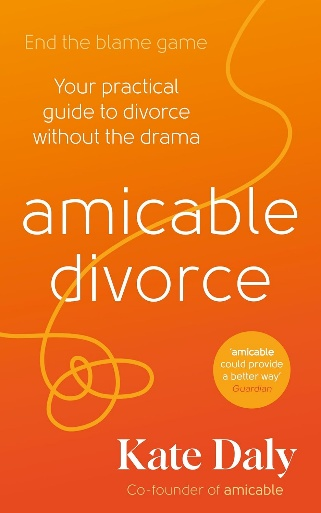 End the blame game
Your practical
guide to divorce
without the drama
amicable
divorce
'amicable
could provide
a better way'
Guardian
Kate Daly
Co-founder of amicable